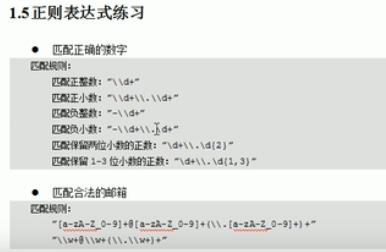 1.5正则表达式练习
● 匹配正确的数字
匹配规则：
匹配正整数："\\d+"
匹配正小数："\\d+\\.\\d+"
匹配负整数："-\\d+"
匹配负小数："-\\d+\\.\\d+"
匹配保留两位小数的正数："\d+\\.\d{2}"
匹配保留 1-3 位小数的正数："\d+\\.\d{1,3}"
● 匹配合法的邮箱
匹配规则：
"[a-zA-Z_0-9]+@[a-zA-Z_0-9]+(\\.[a-zA-Z_0-9]+)+"
"\\w+@\\w+(\\.\\w+)+"